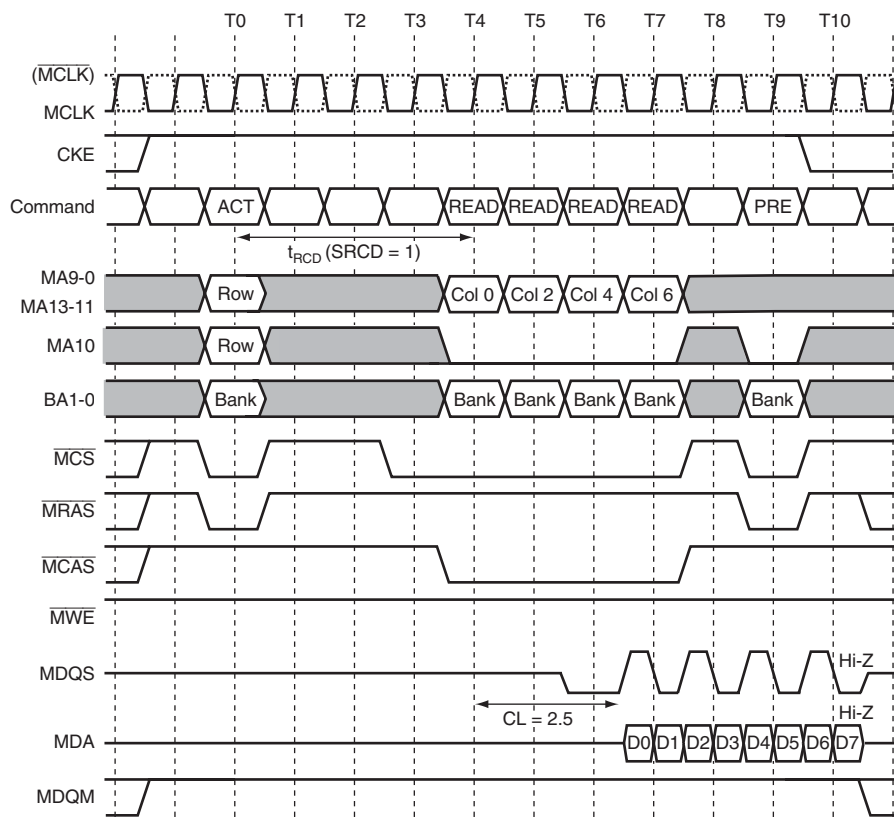 T0 T1 T2 T3 T4 T5 T6 T7 T8 T9 T10
(MCLK)
MCLK
CKE
Command ACT READ READ READ READ PRE
tRCD (SRCD = 1)
MA9-0
MA13-11
Row Col 0 Col 2 Col 4 Col 6
MA10 Row
BA1-0 Bank Bank Bank Bank Bank Bank
MCS
MRAS
MCAS
MWE
MDQS Hi-Z
CL = 2.5
Hi-Z
MDA D0 D1 D2 D3 D4 D5 D6 D7
MDQM